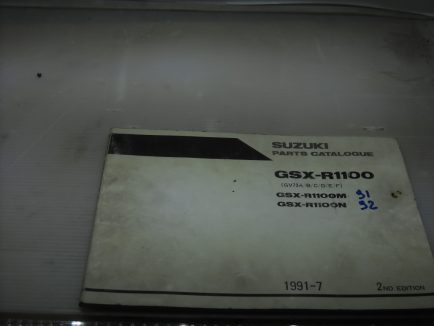 SUZUKI
PARTS CATALOGUE
GSX-R1100
(GV73A/B/C/D/E/F)
GSX-R1100M 91
GSX-R1100N 92
1991-7 2ND. EDITION